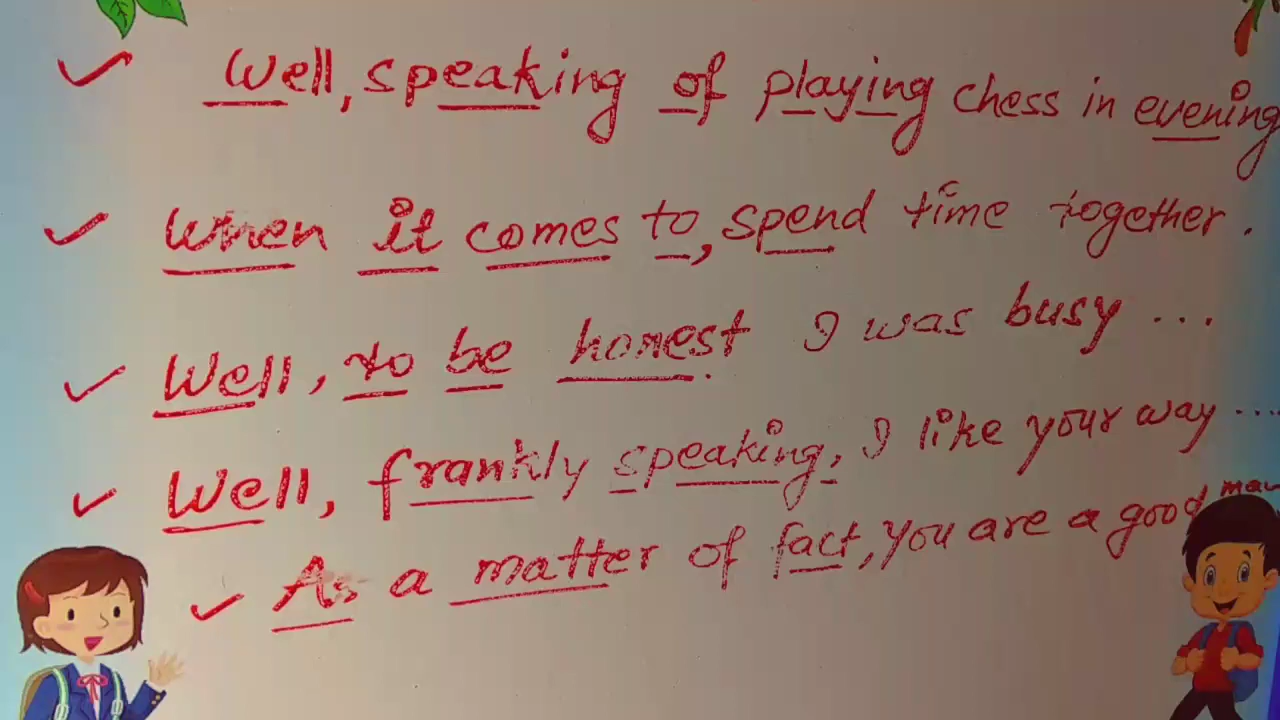 Well, speaking of playing chess in evening
When it comes to, spend time together.
Well, to be honest I was busy ...
Well, frankly speaking, I like your way ....
As a matter of fact, you are a good